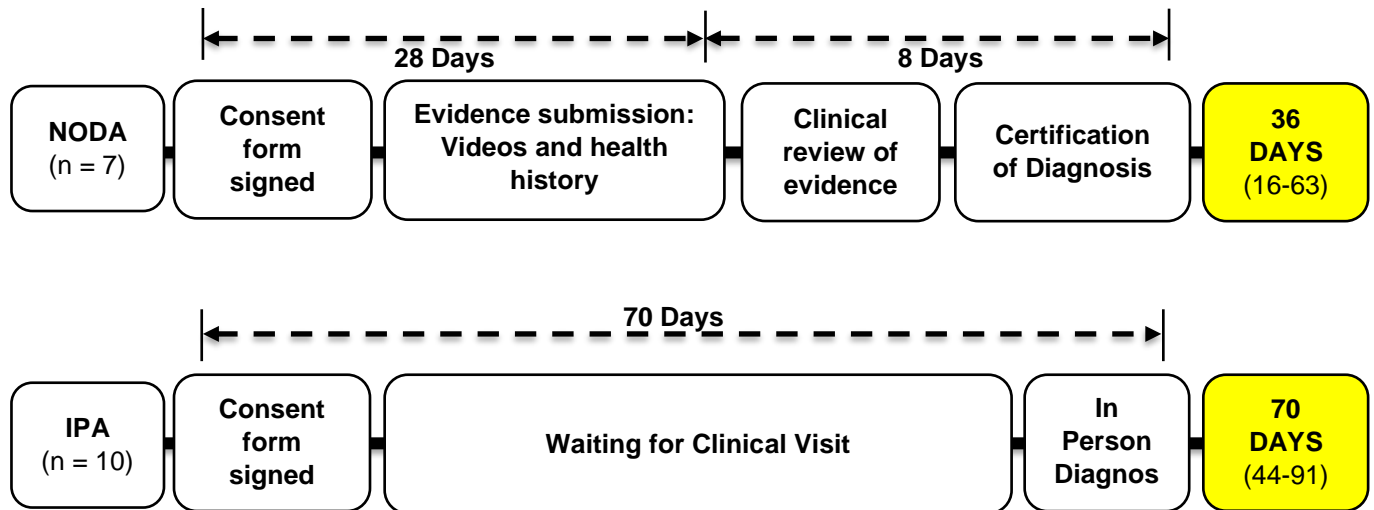 28 Days
8 Days
NODA
(n = 7)
Consent
form
signed
Evidence submission:
Videos and health
history
Clinical
review of
evidence
Certification
of Diagnosis
36
DAYS
(16-63)
70 Days
IPA
(n = 10)
Consent
form
signed
Waiting for Clinical Visit
In
Person
Diagnos
70
DAYS
(44-91)